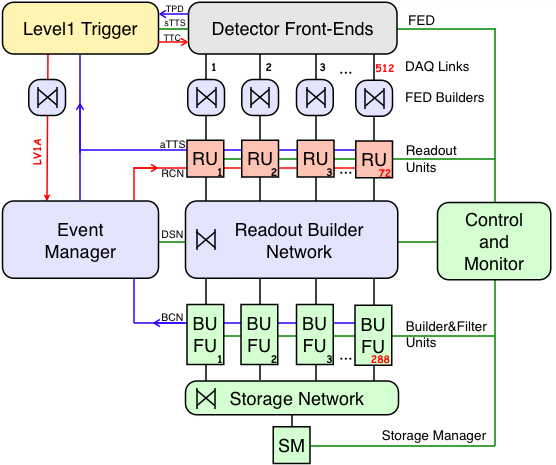 Level1 Trigger
TPD
sTTS
TTC
Detector Front-Ends
FED
1
2
3
...
512
DAQ Links
FED Builders
LV1A
aTTS
RCN
RU
1
RU
2
RU
3
...
RU
72
Readout
Units
Event
Manager
DSN
Readout Builder
Network
Control
and
Monitor
BCN
BU
FU
1
BU
FU
2
BU
FU
3
...
BU
FU
288
Builder&Filter
Units
Storage Network
SM
Storage Manager